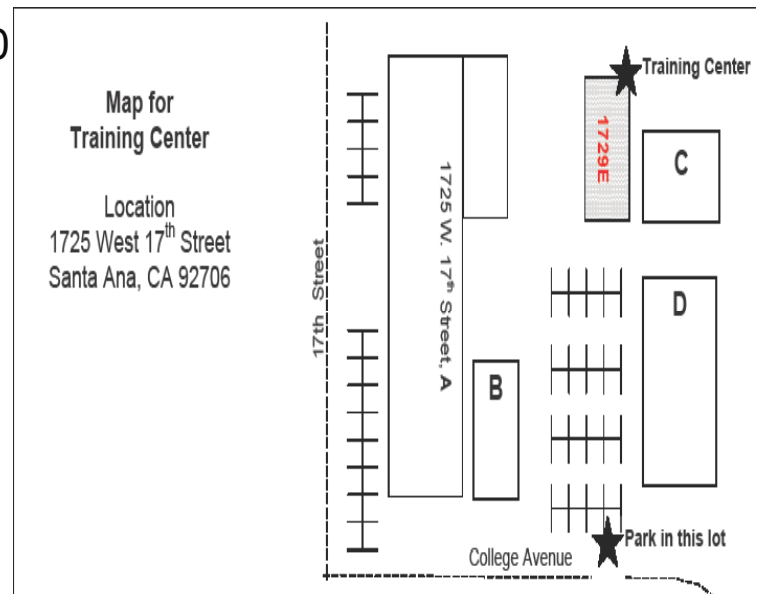 Map for
Training Center
Location
1725 West 17th Street
Santa Ana, CA 92706
17th Street
1725 W. 17th Street, A
B
1729E
Training Center
C
D
Park in this lot
College Avenue